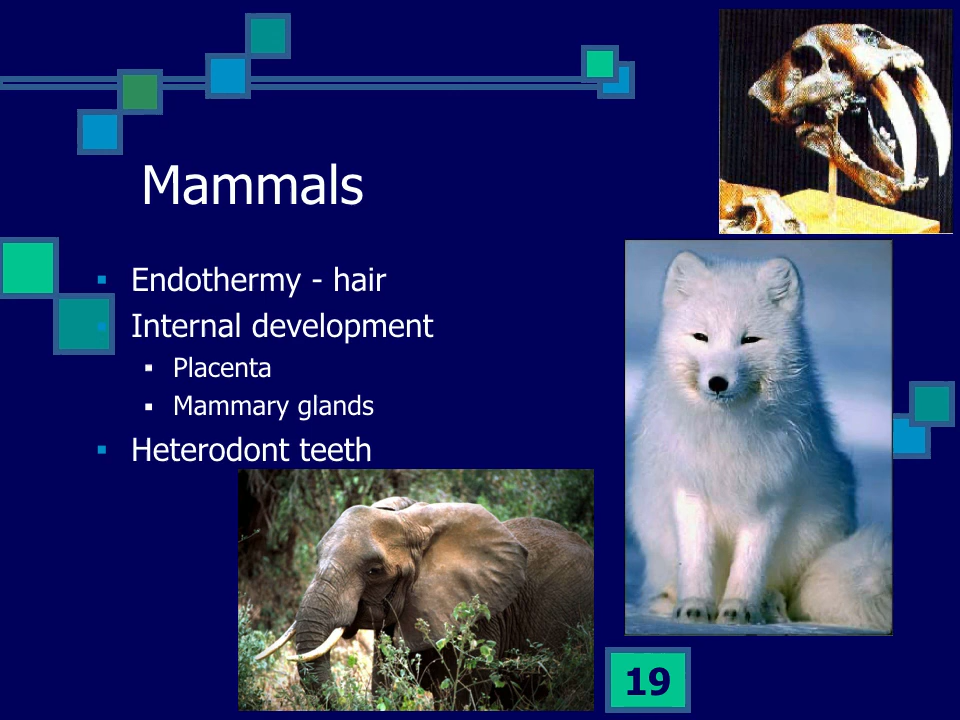 Mammals
▪ Endothermy - hair
▪ Internal development
▪ Placenta
▪ Mammary glands
▪ Heterodont teeth
19